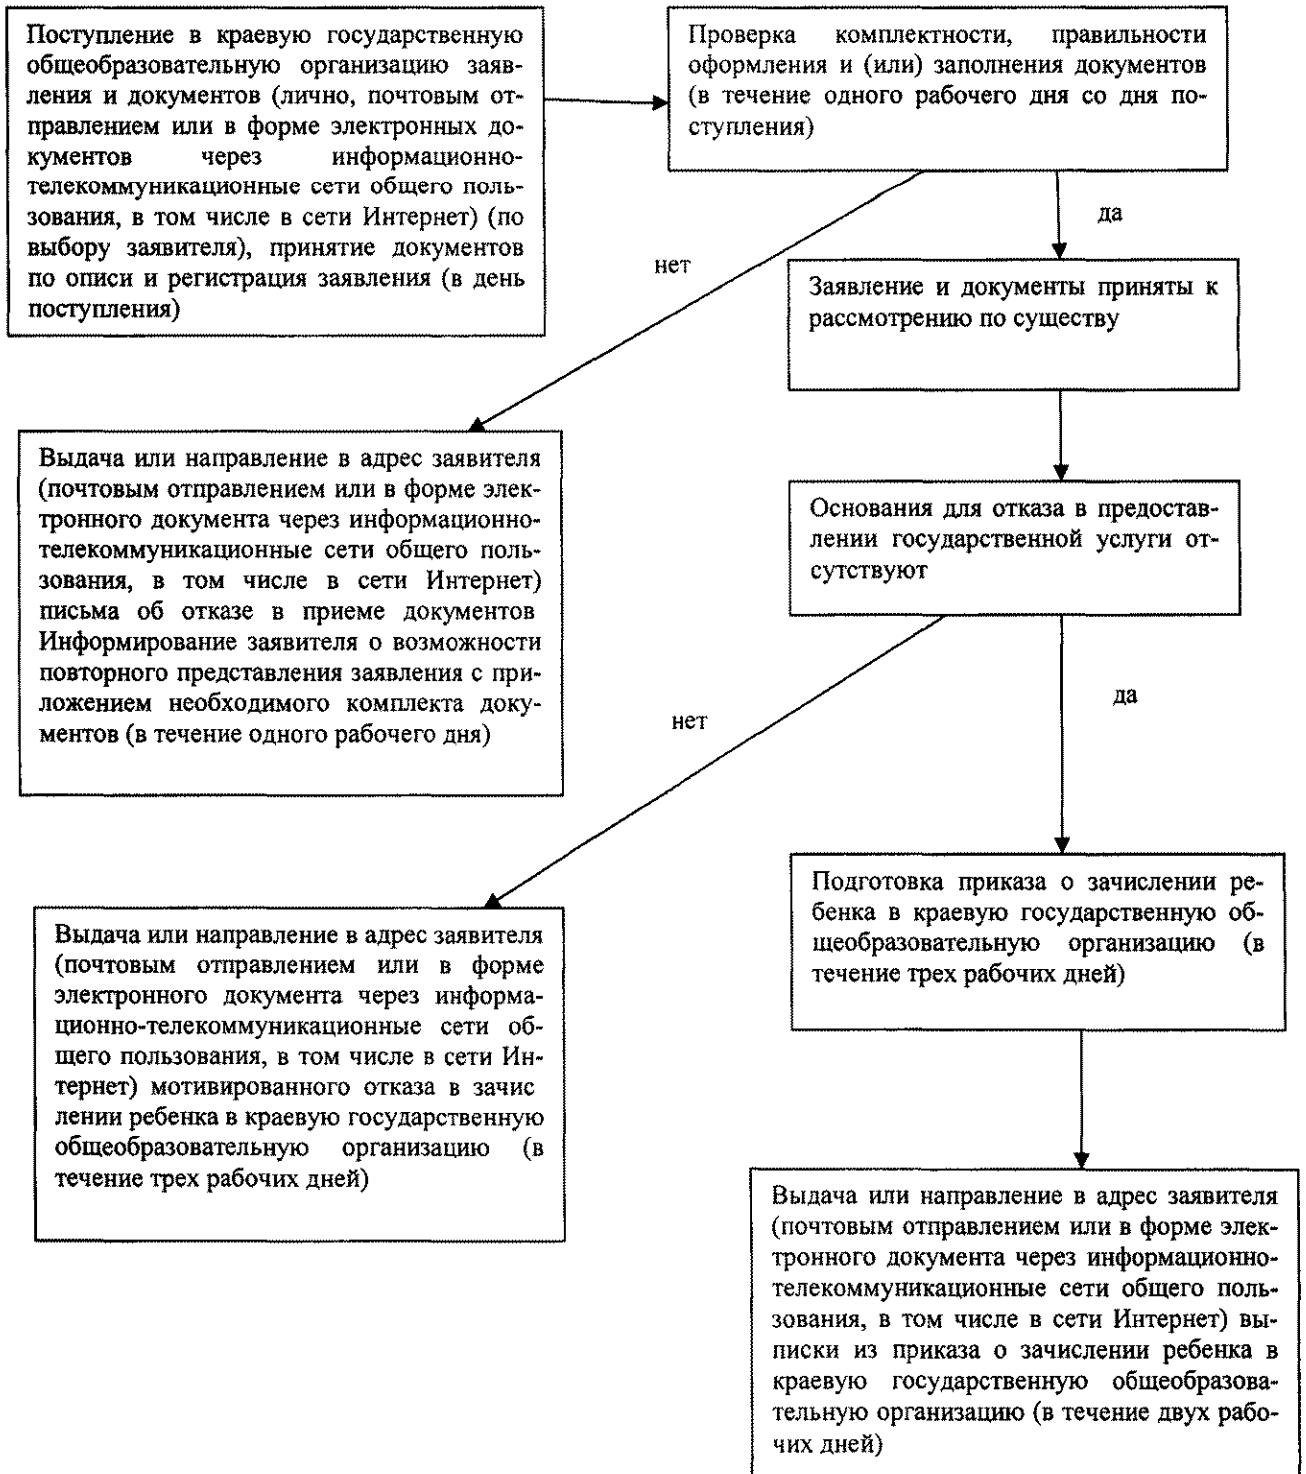 Поступление в краевую государственную
общеобразовательную организацию заяв-
ления и документов (лично, почтовым от-
правлением или в форме электронных до-
кументов через информационно-
телекоммуникационные сети общего поль-
зования, в том числе в сети Интернет) (по
выбору заявителя), принятие документов
по описи и регистрация заявления (в день
поступления)
Проверка комплектности, правильности
оформления и (или) заполнения документов
(в течение одного рабочего дня со дня по-
ступления)
да
нет
Заявление и документы приняты к
рассмотрению по существу
Выдача или направление в адрес заявителя
(почтовым отправлением или в форме элек-
тронного документа через информационно-
телекоммуникационные сети общего поль-
зования, в том числе в сети Интернет)
письма об отказе в приеме документов
Информирование заявителя о возможности
повторного представления заявления с при-
ложением необходимого комплекта доку-
ментов (в течение одного рабочего дня)
Основания для отказа в предостав-
лении государственной услуги от-
сутствуют
да
нет
Подготовка приказа о зачислении ре-
бенка в краевую государственную об-
щеобразовательную организацию (в
течение трех рабочих дней)
Выдача или направление в адрес заявителя
(почтовым отправлением или в форме
электронного документа через информа-
ционно-телекоммуникационные сети об-
щего пользования, в том числе в сети Ин-
тернет) мотивированного отказа в зачис
лении ребенка в краевую государственную
общеобразовательную организацию (в
течение трех рабочих дней)
Выдача или направление в адрес заявителя
(почтовым отправлением или в форме элек-
тронного документа через информационно-
телекоммуникационные сети общего поль-
зования, в том числе в сети Интернет) вы-
писки из приказа о зачислении ребенка в
краевую государственную общеобразова-
тельную организацию (в течение двух рабо-
чих дней)